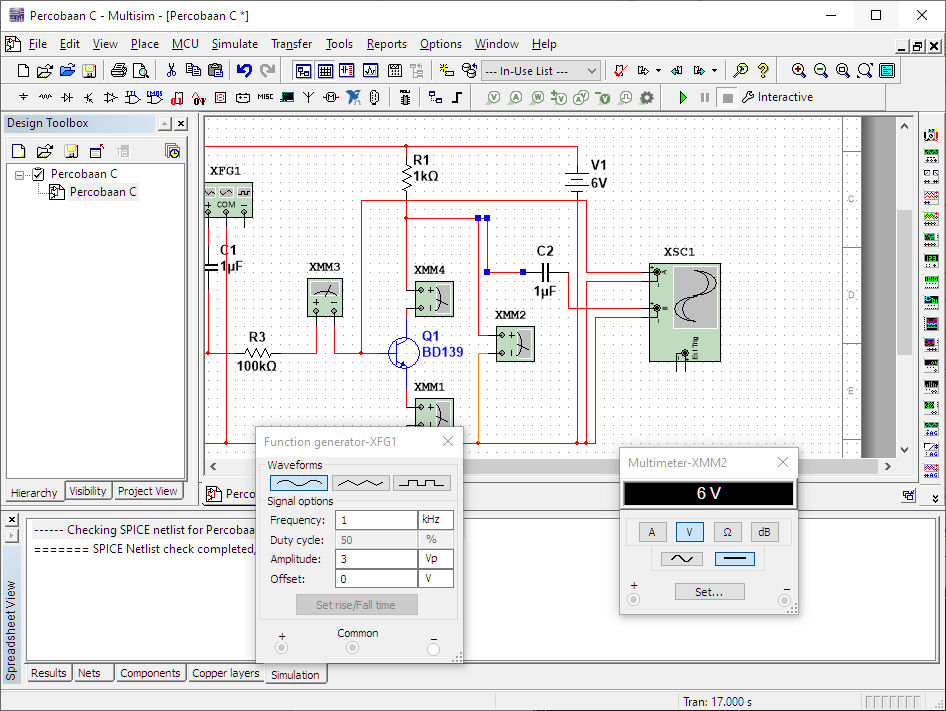 Percobaan C - Multisim - [Percobaan C *]
File Edit View Place MCU Simulate Transfer Tools Reports Options Window Help
--- In-Use List ---
MISC
Interactive
Design Toolbox
Percobaan C
Percobaan C
XFG1
COM
C1
1µF
R1
1kΩ
V1
6V
XMM3
XMM4
C2
1µF
XSC1
XMM2
R3
100kΩ
Q1
BD139
XMM1
Ext Trig
C
D
E
Hierarchy Visibility Project View
Perco
Function generator-XFG1
Waveforms
Signal options
Frequency: 1 kHz
Duty cycle: 50 %
Amplitude: 3 Vp
Offset: 0 V
Set rise/Fall time
+ Common –
Multimeter-XMM2
6 V
A V Ω dB
Set...
+ –
Spreadsheet View
------ Checking SPICE netlist for Percobaa
======= SPICE Netlist check completed,
Results Nets Components Copper layers Simulation
Tran: 17.000 s